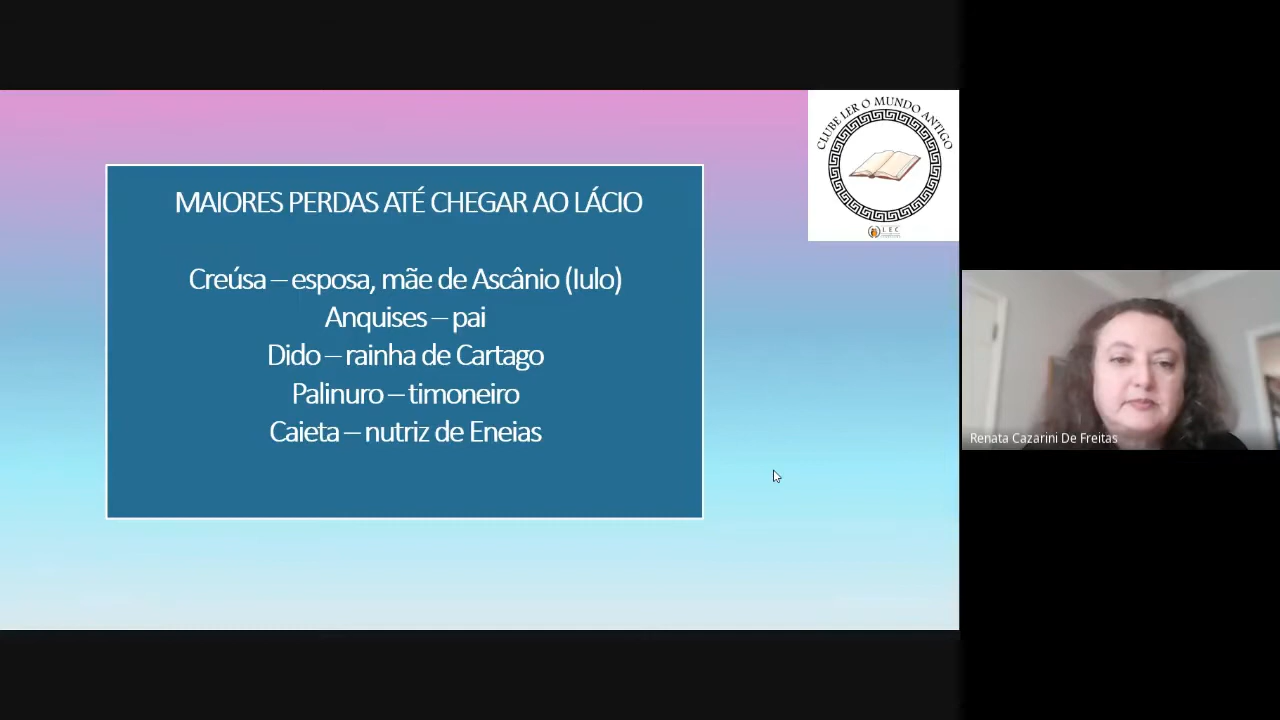 CLUBE LER O MUNDO ANTIGO
LEC
MAIORES PERDAS ATÉ CHEGAR AO LÁCIO
Creúsa – esposa, mãe de Ascânio (Iulo)
Anquises – pai
Dido – rainha de Cartago
Palinuro – timoneiro
Caieta – nutriz de Eneias
Renata Cazarini De Freitas